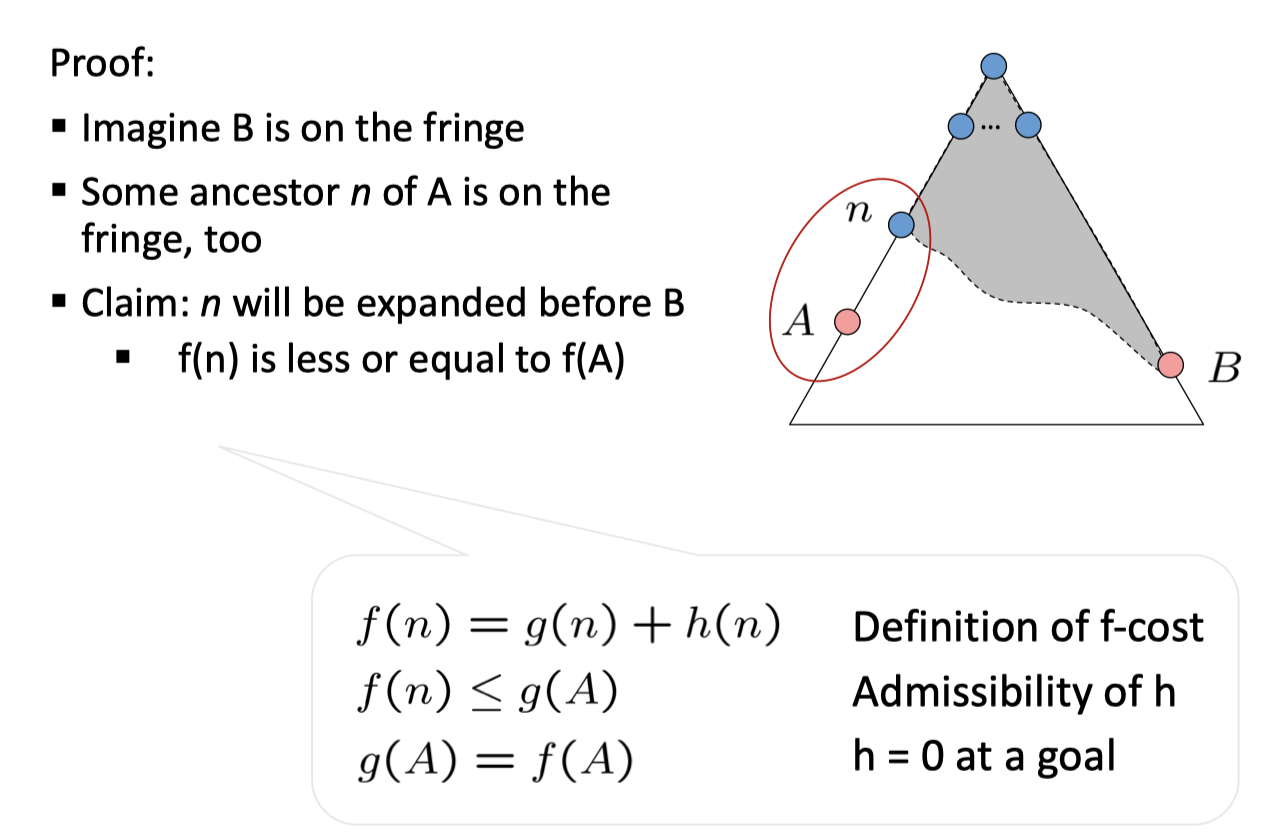 Proof:
▪ Imagine B is on the fringe
▪ Some ancestor n of A is on the
fringe, too
▪ Claim: n will be expanded before B
▪ f(n) is less or equal to f(A)
...
n
A
B
f(n) = g(n) + h(n) Definition of f-cost
f(n) ≤ g(A) Admissibility of h
g(A) = f(A) h = 0 at a goal